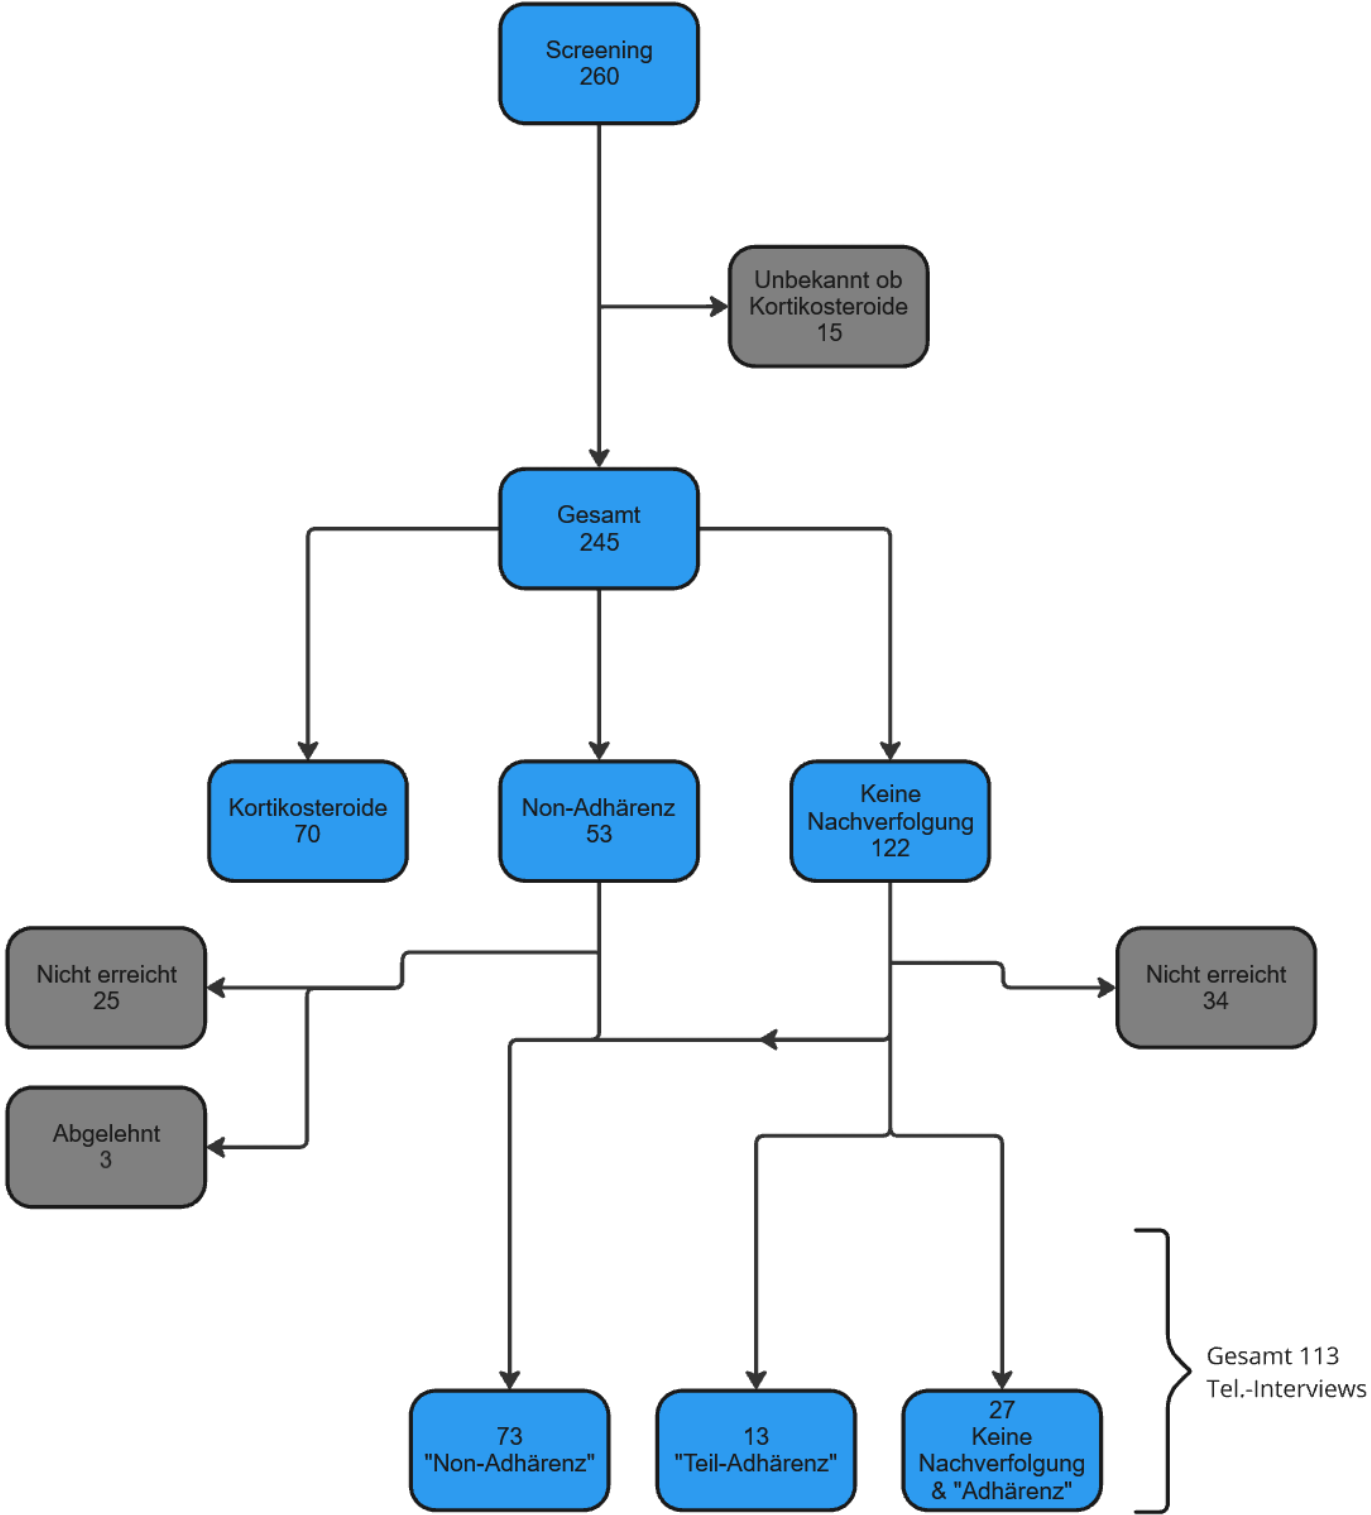 Screening
260
Unbekannt ob
Kortikosteroide
15
Gesamt
245
Kortikosteroide
70
Non-Adhärenz
53
Keine
Nachverfolgung
122
Nicht erreicht
25
Nicht erreicht
34
Abgelehnt
3
Gesamt 113
Tel.-Interviews
73
"Non-Adhärenz"
13
"Teil-Adhärenz"
27
Keine
Nachverfolgung
& "Adhärenz"